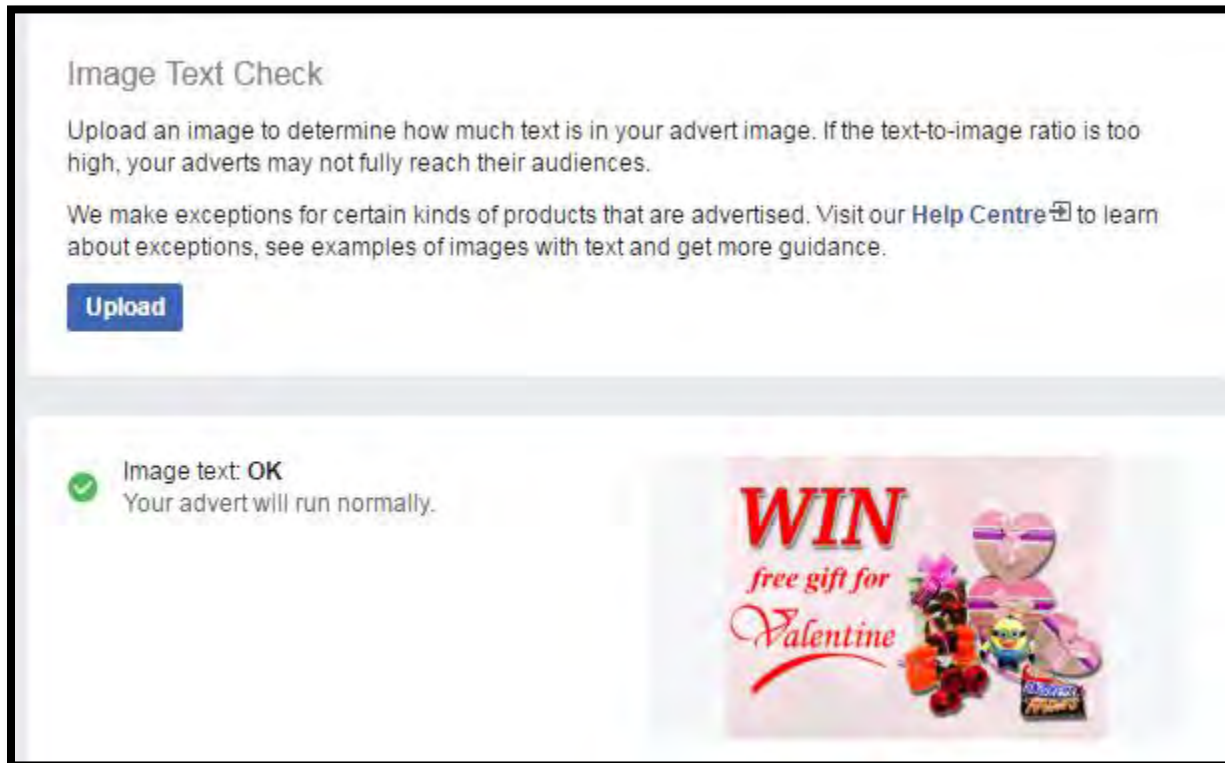 Image Text Check
Upload an image to determine how much text is in your advert image. If the text-to-image ratio is too
high, your adverts may not fully reach their audiences.
We make exceptions for certain kinds of products that are advertised. Visit our Help Centre to learn
about exceptions, see examples of images with text and get more guidance.
Upload
Image text: OK
Your advert will run normally.
WIN
free gift for
Valentine